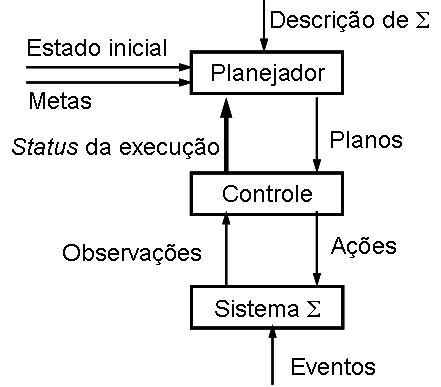 Descrição de Σ
Estado inicial
Planejador
Metas
Status da execução
Planos
Controle
Observações
Ações
Sistema Σ
Eventos